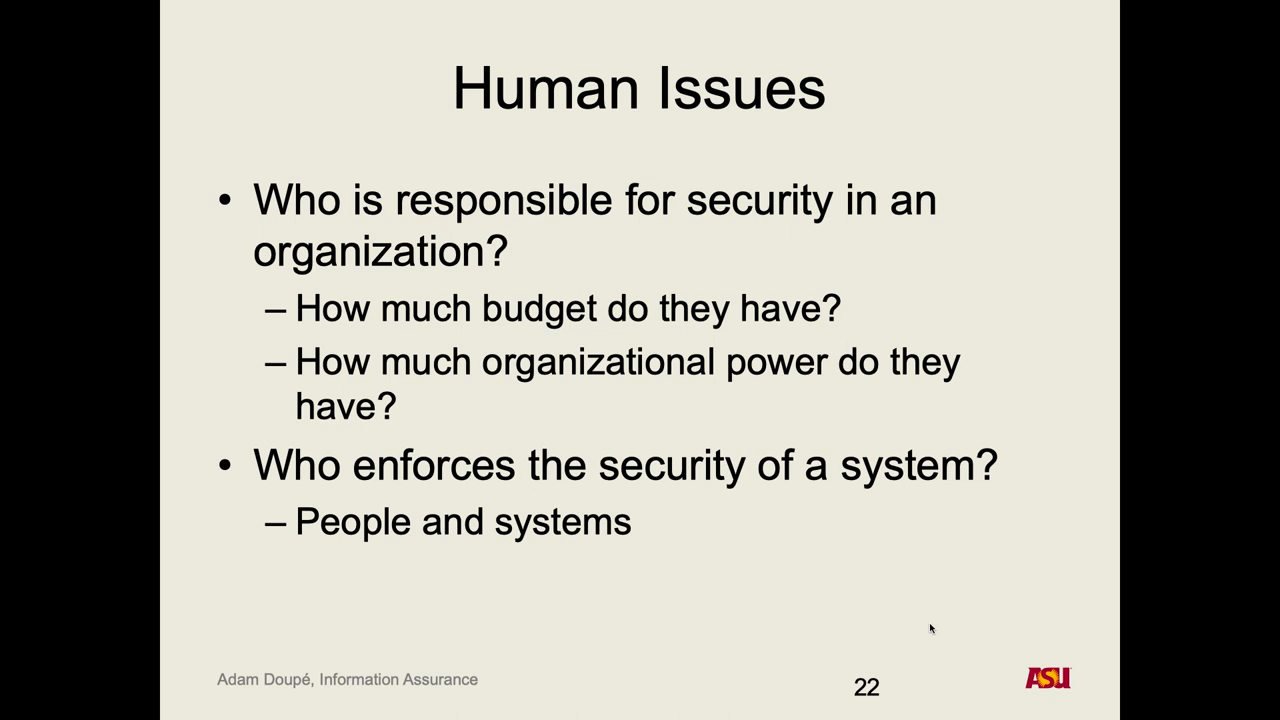 Human Issues
• Who is responsible for security in an
organization?
– How much budget do they have?
– How much organizational power do they
have?
• Who enforces the security of a system?
– People and systems
Adam Doupé, Information Assurance
22
ASU